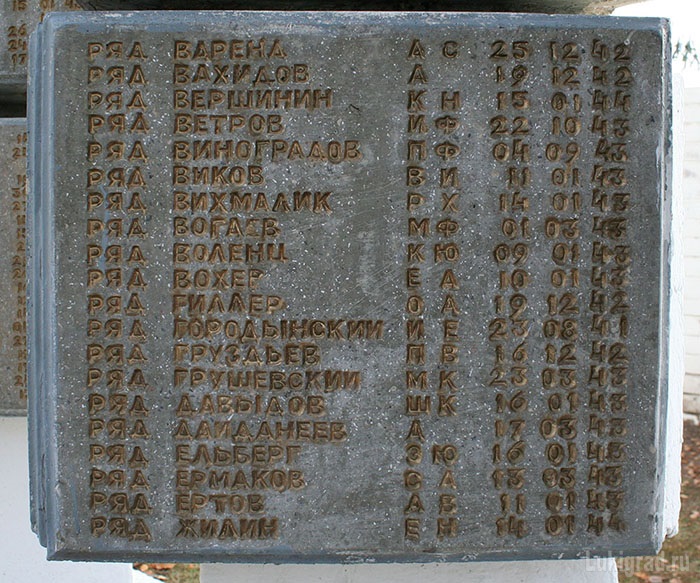 РЯД ВАРЕНА А С 25 12 42
РЯД ВАХИДОВ А 19 12 42
РЯД ВЕРШИНИН К Н 15 01 44
РЯД ВЕТРОВ И Ф 22 10 43
РЯД ВИНОГРАДОВ П Ф 04 09 43
РЯД ВИКОВ В И 11 01 43
РЯД ВИХМАЛИК Р Х 14 01 43
РЯД ВОГАЕВ М Ф 01 03 43
РЯД ВОЛЕНЦ К Ю 09 01 43
РЯД ВОХЕР Е А 10 01 43
РЯД ГИЛЛЕР О А 19 12 42
РЯД ГОРОДЫНСКИЙ И Е 23 08 41
РЯД ГРУЗДЬЕВ П В 16 12 42
РЯД ГРУШЕВСКИЙ М К 23 03 43
РЯД ДАВЫДОВ Ш К 16 01 43
РЯД ДАИДАНЕЕВ А 17 03 43
РЯД ЕЛЬБЕРГ Э Ю 16 01 43
РЯД ЕРМАКОВ С А 13 03 43
РЯД ЕРТОВ А В 11 01 43
РЯД ЖИДИН Е Н 14 01 44
Lukigrad.ru